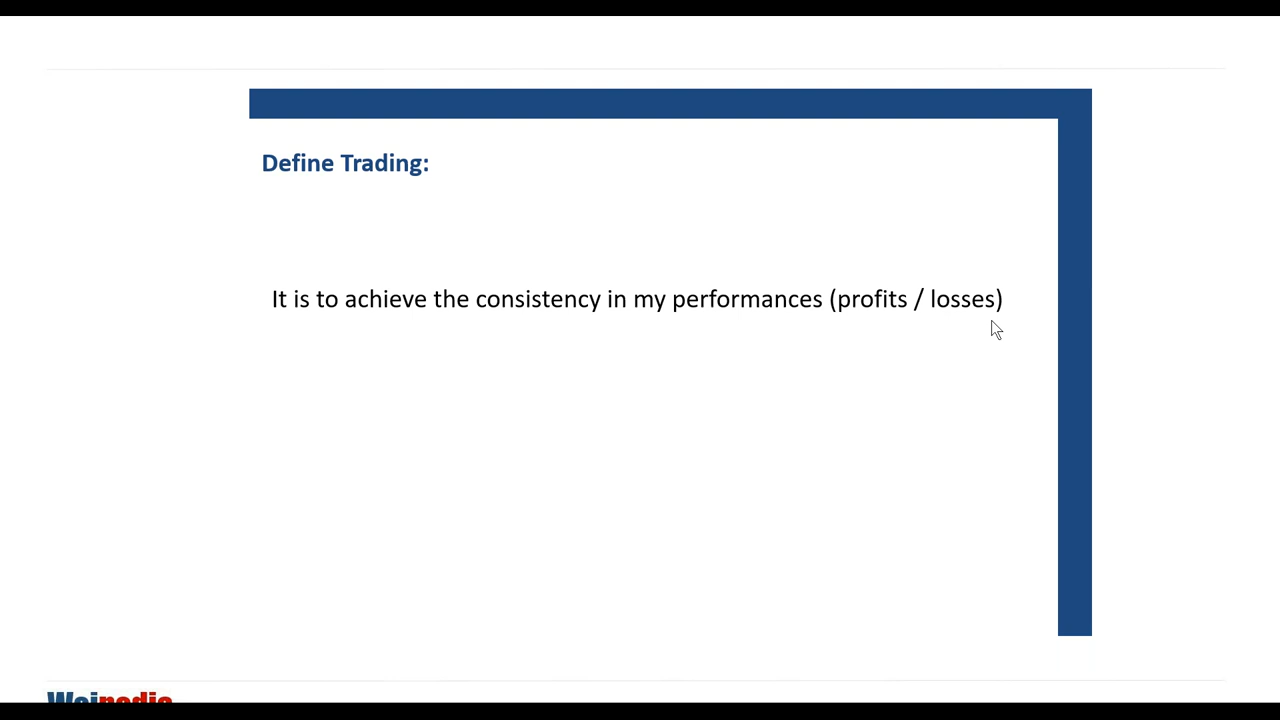 Define Trading:
It is to achieve the consistency in my performances (profits / losses)